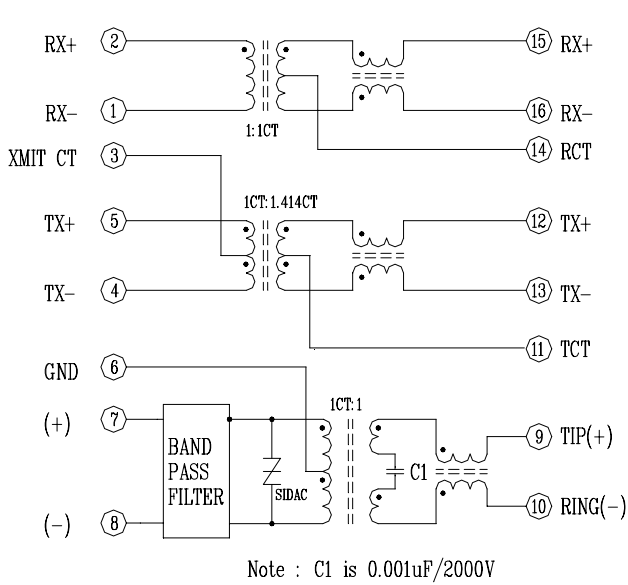 RX+ 2 15 RX+
RX- 1 16 RX-
1:1CT
14 RCT
XMIT CT 3
1CT:1.414CT
TX+ 5 12 TX+
TX- 4 13 TX-
11 TCT
GND 6
1CT:1
(+) 7
9 TIP(+)
BAND
PASS
FILTER
C1
SIDAC
10 RING(-)
(-) 8
Note : C1 is 0.001uF/2000V